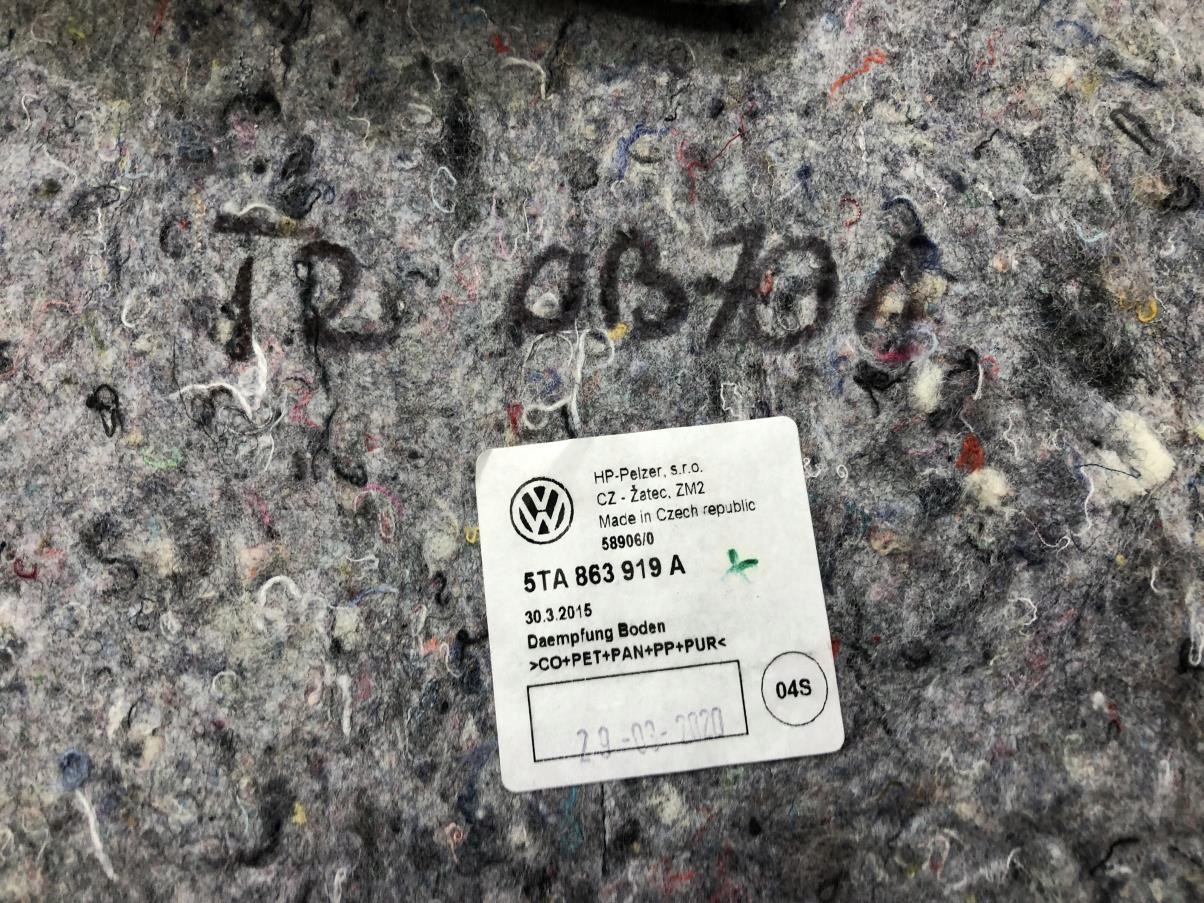 TR
HP-Pelzer, s.r.o.
CZ - Žatec, ZM2
Made in Czech republic
58906/0
5TA 863 919 A
30.3.2015
Daempfung Boden
>CO+PET+PAN+PP+PUR<
04S
29-03-2020